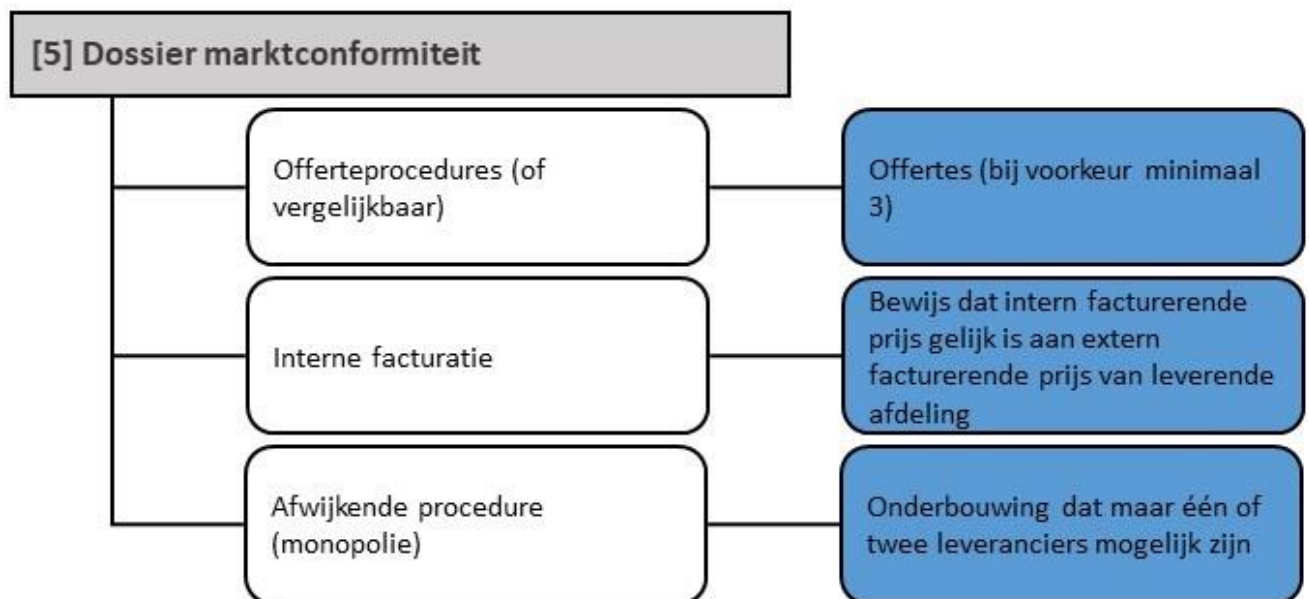 [5] Dossier marktconformiteit
Offerteprocedures (of
vergelijkbaar)
Offertes (bij voorkeur minimaal
3)
Interne facturatie
Bewijs dat intern facturerende
prijs gelijk is aan extern
facturerende prijs van leverende
afdeling
Afwijkende procedure
(monopolie)
Onderbouwing dat maar één of
twee leveranciers mogelijk zijn